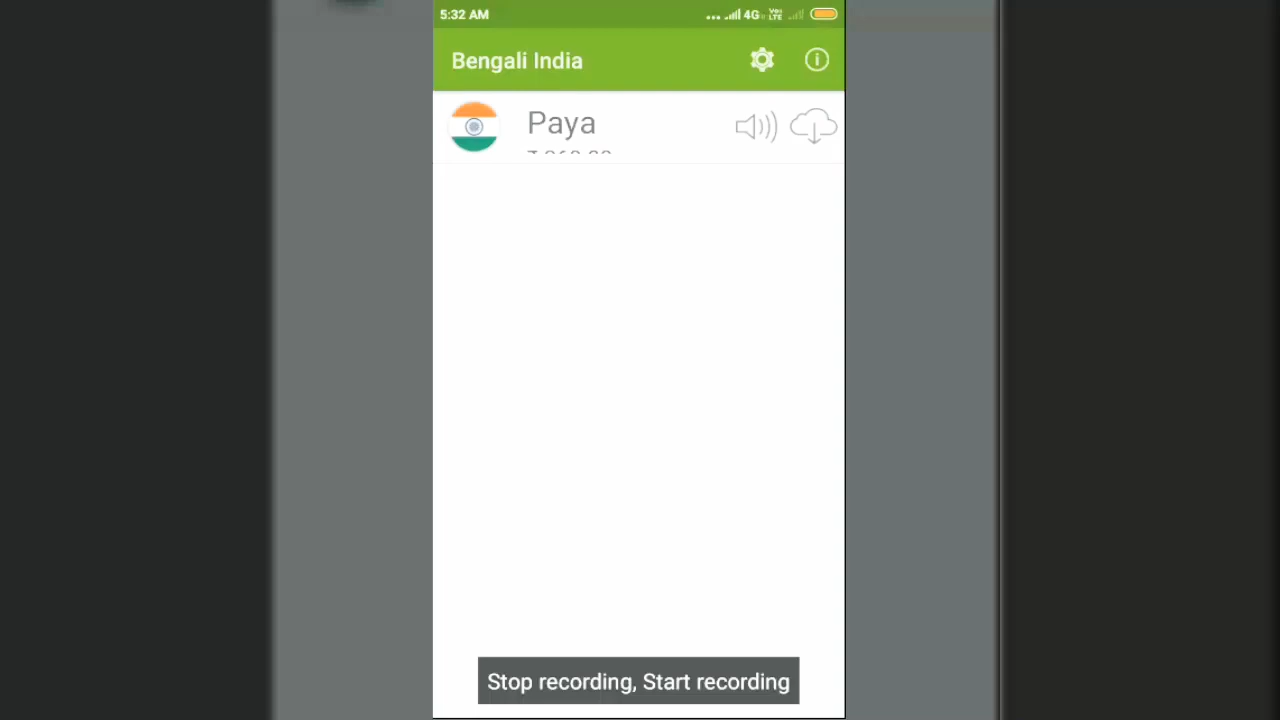 5:32 AM
4G
Bengali India
Paya
Stop recording, Start recording